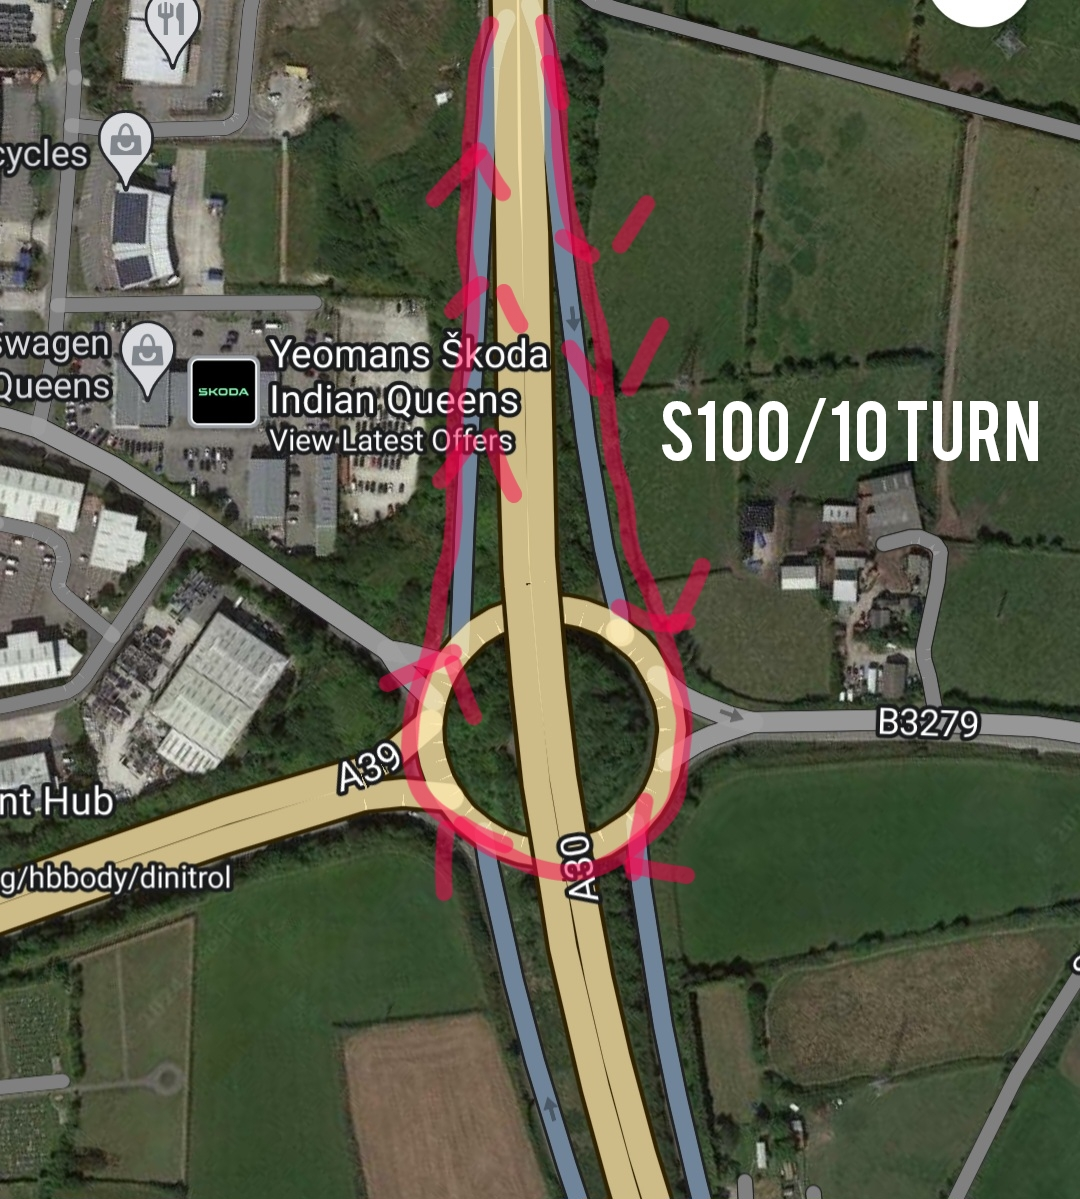 cycles
swagen
Queens
SKODA
Yeomans Škoda
Indian Queens
View Latest Offers
S100/10 TURN
B3279
A39
nt Hub
A30
g/hbbody/dinitrol